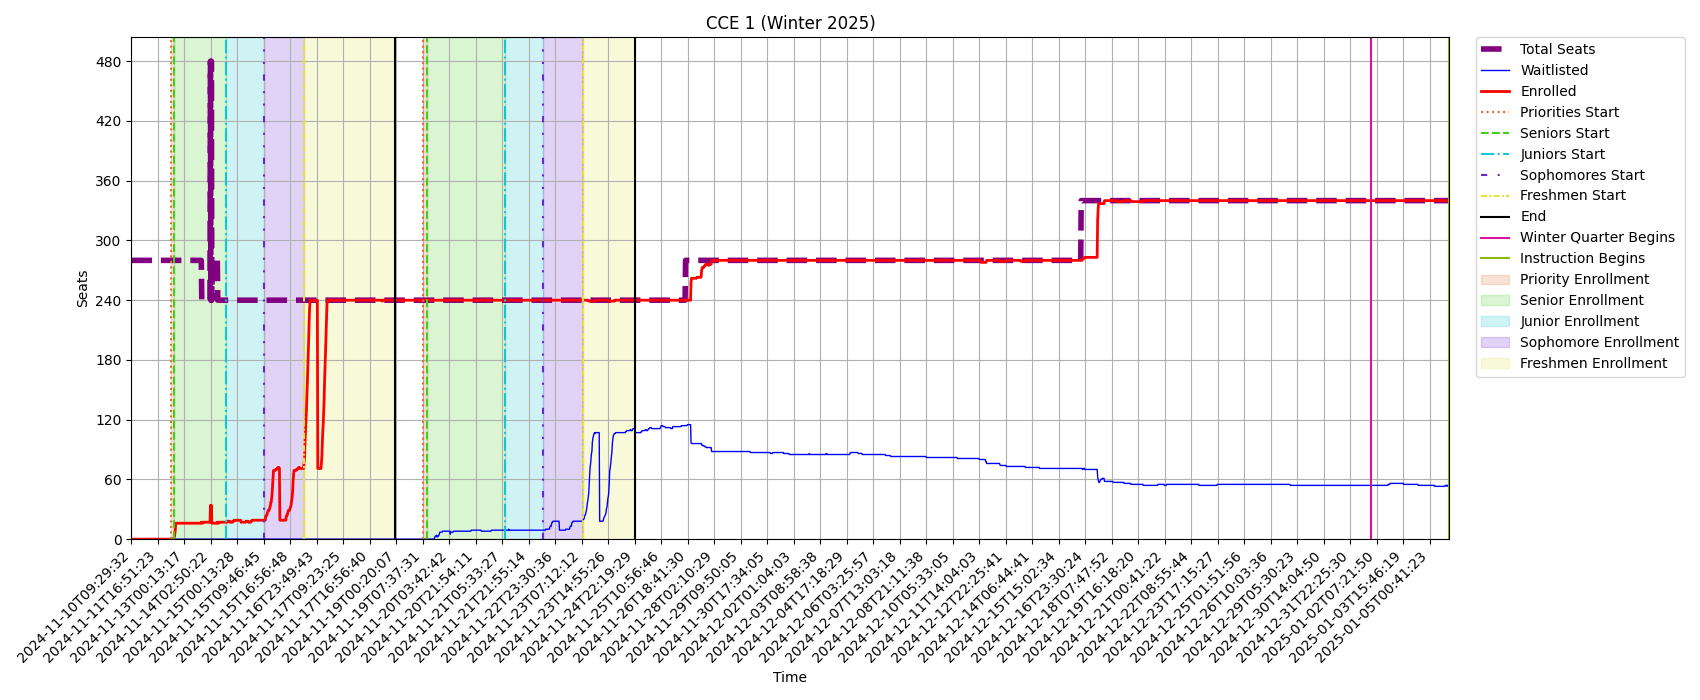 CCE 1 (Winter 2025)
Seats
480
420
360
300
240
180
120
60
0
2024-11-10T09:29:32
2024-11-11T16:51:23
2024-11-13T00:13:17
2024-11-14T02:50:22
2024-11-15T00:13:28
2024-11-15T09:46:45
2024-11-15T16:56:48
2024-11-16T23:49:43
2024-11-17T09:23:25
2024-11-17T16:56:40
2024-11-19T00:20:07
2024-11-19T07:37:31
2024-11-20T03:42:42
2024-11-20T21:54:11
2024-11-21T05:33:27
2024-11-21T21:55:14
2024-11-22T23:30:36
2024-11-23T07:12:12
2024-11-23T14:55:26
2024-11-24T22:19:29
2024-11-25T10:56:46
2024-11-26T18:41:30
2024-11-28T02:10:29
2024-11-29T09:50:05
2024-11-30T17:34:05
2024-12-02T01:04:03
2024-12-03T08:58:38
2024-12-04T17:18:29
2024-12-06T03:25:57
2024-12-07T13:03:18
2024-12-08T21:11:38
2024-12-10T05:33:05
2024-12-11T14:04:03
2024-12-12T22:25:41
2024-12-14T06:44:41
2024-12-15T15:02:34
2024-12-16T23:30:24
2024-12-18T07:47:52
2024-12-19T16:18:20
2024-12-21T00:41:22
2024-12-22T08:55:44
2024-12-23T17:15:27
2024-12-25T01:51:56
2024-12-26T10:03:36
2024-12-29T05:30:23
2024-12-30T14:04:50
2024-12-31T22:25:30
2025-01-02T07:21:50
2025-01-03T15:46:19
2025-01-05T00:41:23
Time
Total Seats
Waitlisted
Enrolled
Priorities Start
Seniors Start
Juniors Start
Sophomores Start
Freshmen Start
End
Winter Quarter Begins
Instruction Begins
Priority Enrollment
Senior Enrollment
Junior Enrollment
Sophomore Enrollment
Freshmen Enrollment